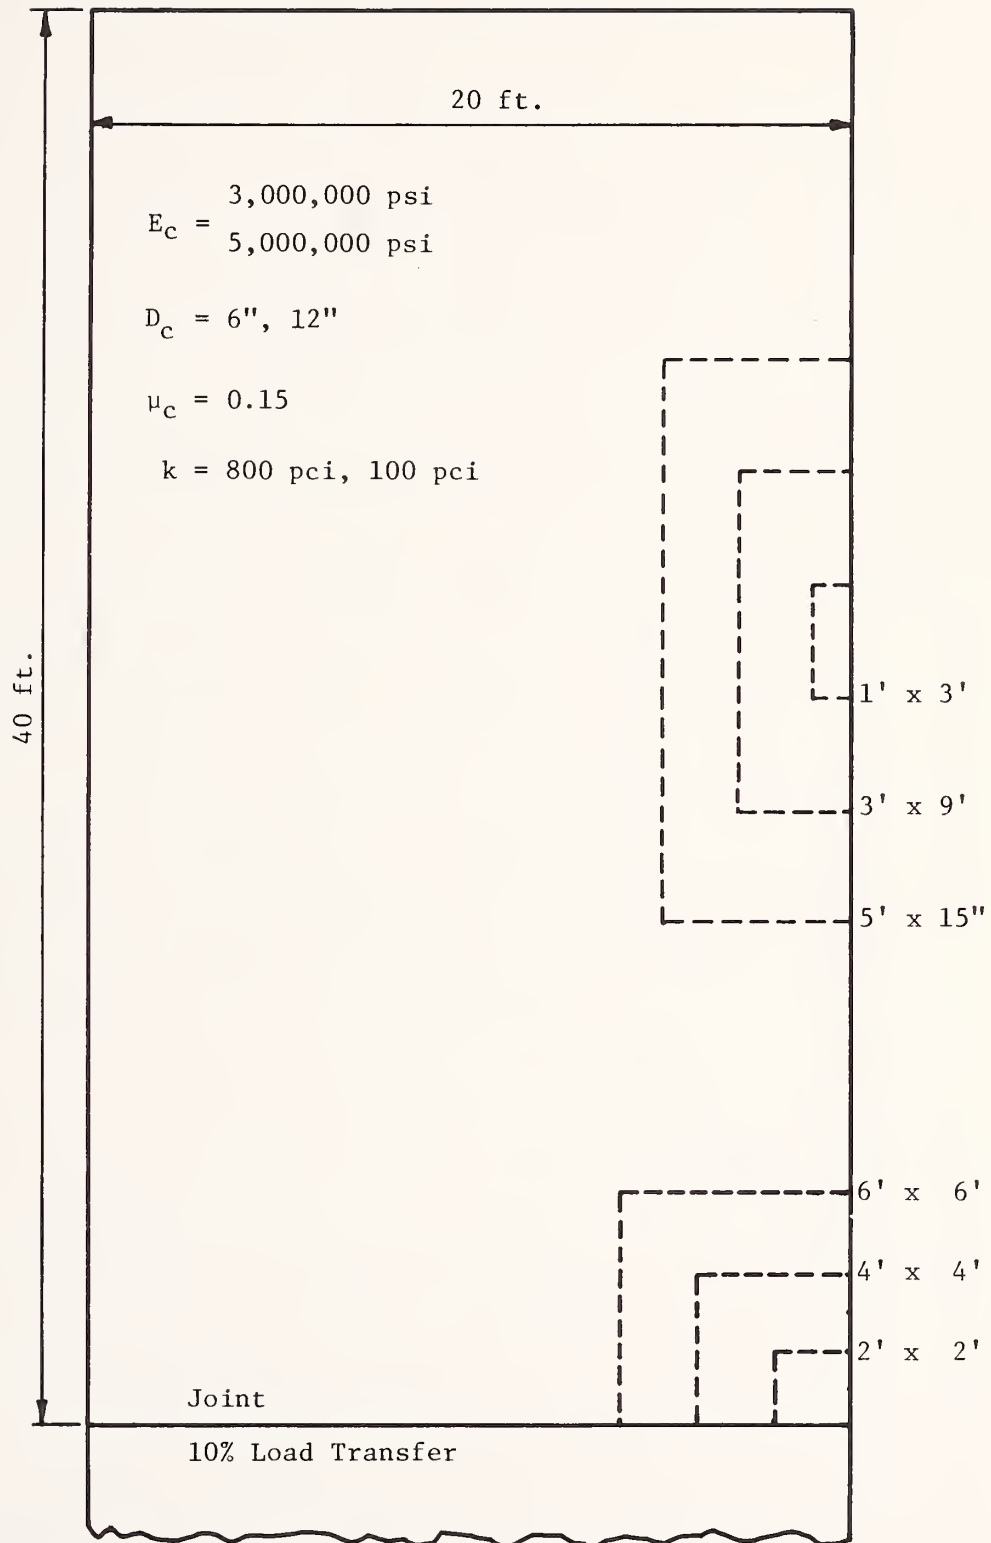 20 ft.
3,000,000 psi
E_c =
5,000,000 psi
D_c = 6", 12"
μ_c = 0.15
k = 800 pci, 100 pci
40 ft.
1' x 3'
3' x 9'
5' x 15"
6' x 6'
4' x 4'
2' x 2'
Joint
10% Load Transfer